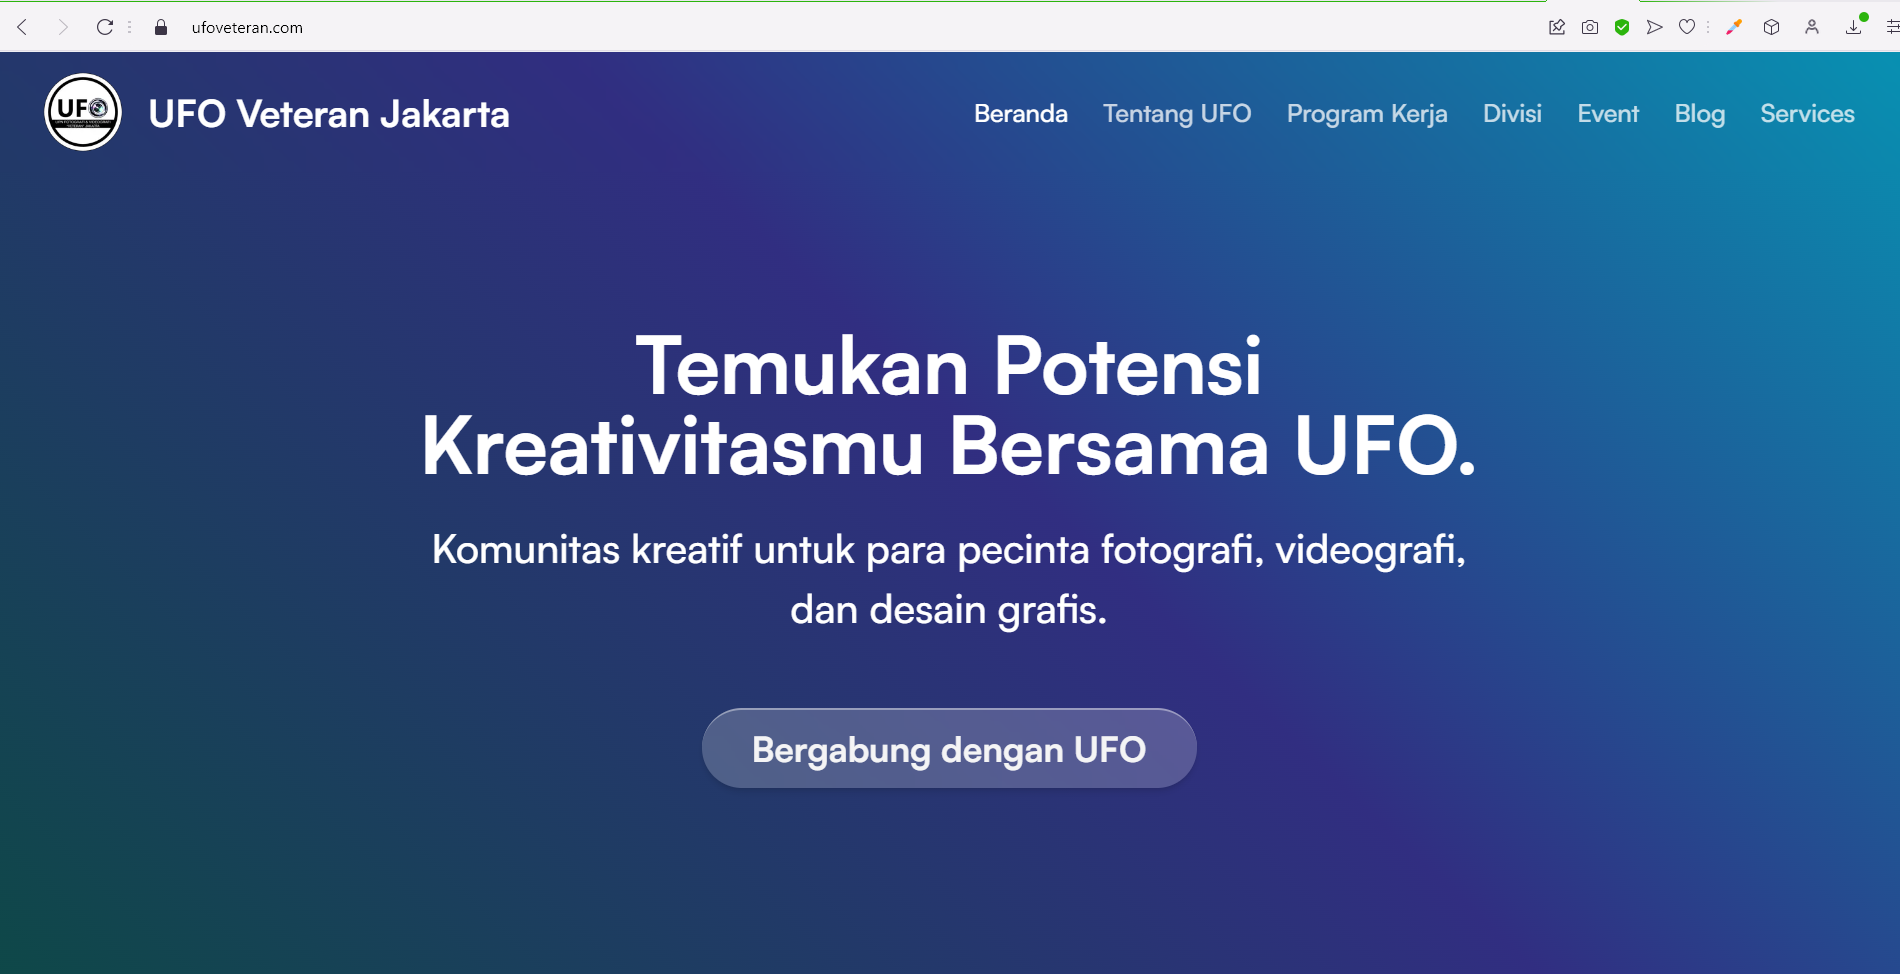 ufoveteran.com
UFO
UFO Veteran Jakarta
Beranda Tentang UFO Program Kerja Divisi Event Blog Services
Temukan Potensi
Kreativitasmu Bersama UFO.
Komunitas kreatif untuk para pecinta fotografi, videografi,
dan desain grafis.
Bergabung dengan UFO